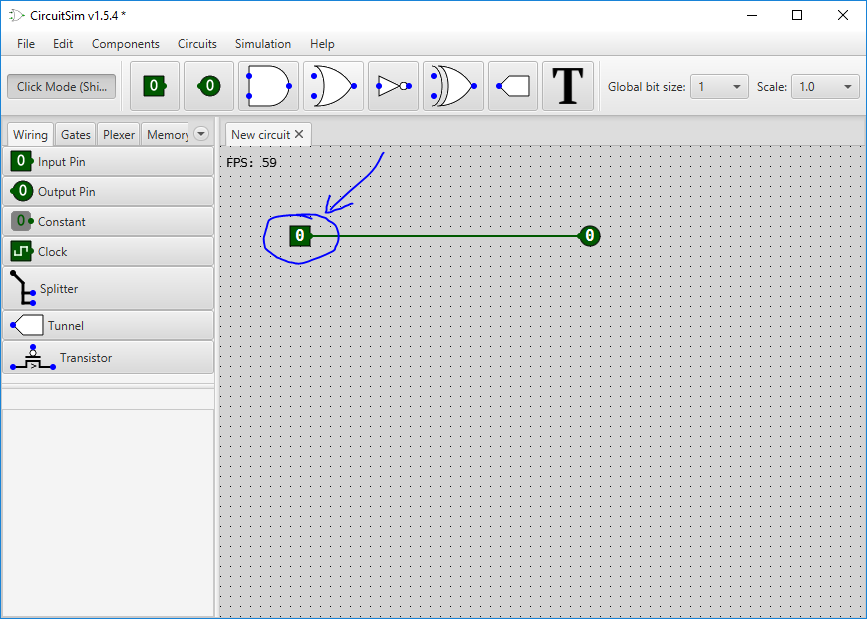 CircuitSim v1.5.4 *
File Edit View Components Circuits Simulation Help
Click Mode (Shi... 0 0 T Global bit size: 1 Scale: 1.0
Wiring Gates Plexer Memory New circuit
FPS: 59
0 Input Pin
0 Output Pin
0 Constant
Clock
Splitter
Tunnel
> Transistor
0 0